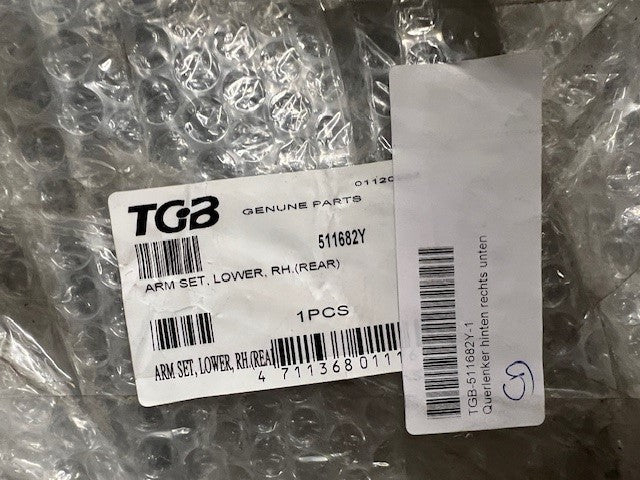 01120
TGB GENUNE PARTS
511682Y
ARM SET, LOWER, RH.(REAR)
1PCS
ARM SET, LOWER, RH.(REA
4 711368 0111
TGB-511682Y-1
Querlenker hinten rechts unten